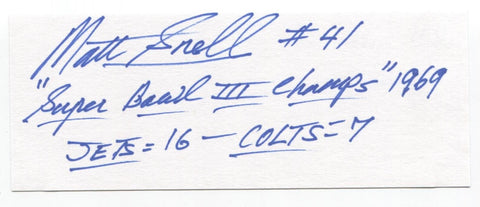 Matt Snell #41
"Super Bowl III Champs" 1969
JETS = 16 — COLTS = 7